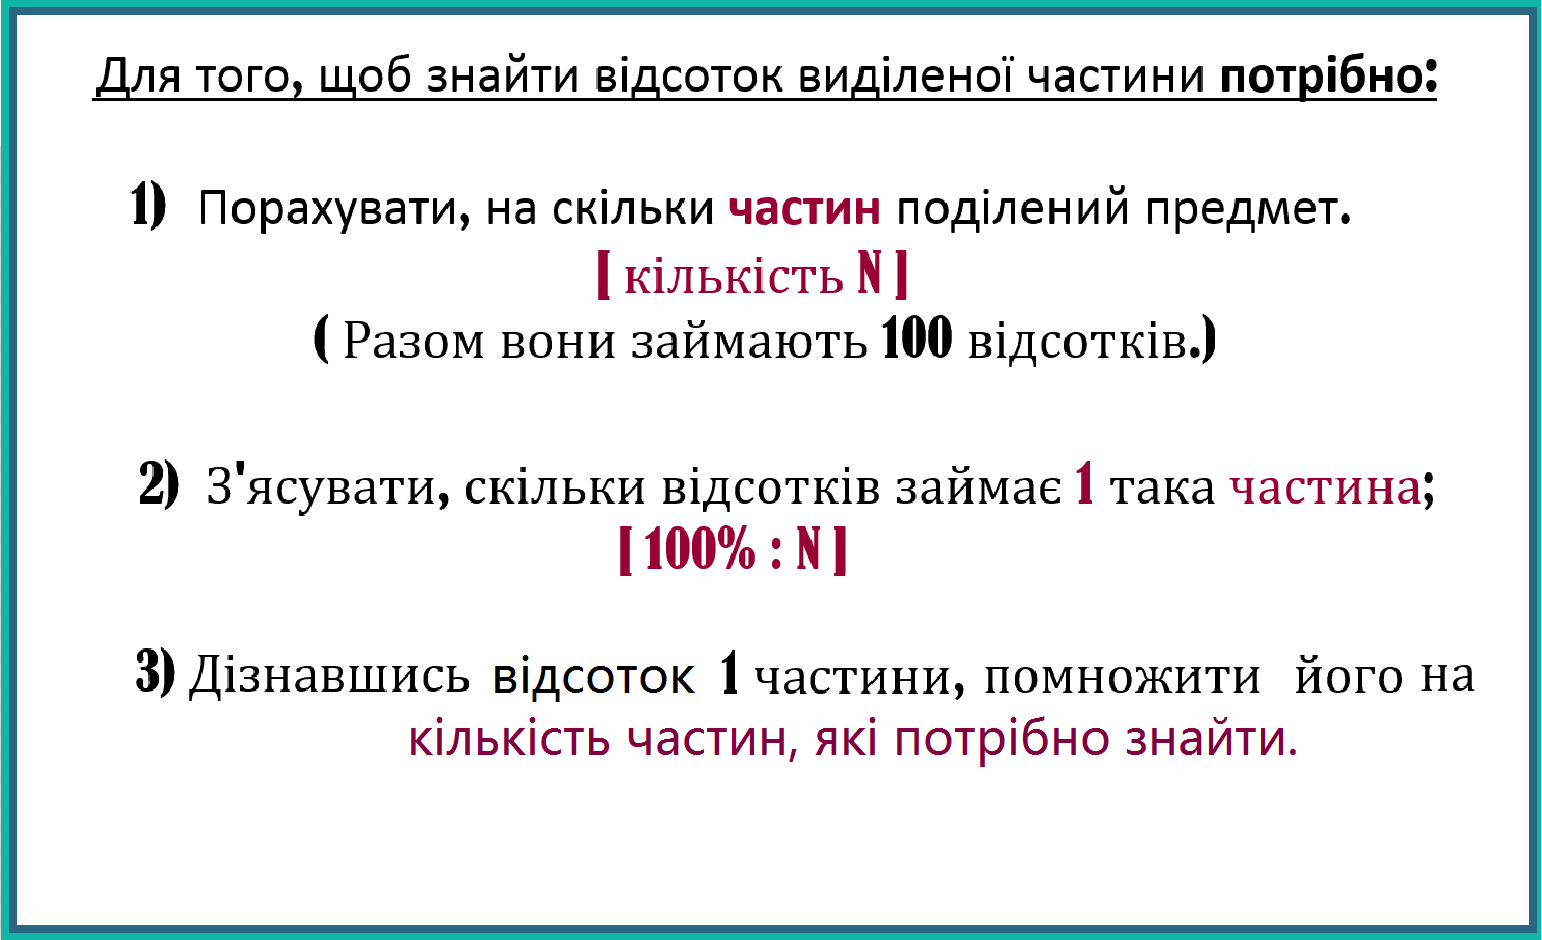 Для того, щоб знайти відсоток виділеної частини потрібно:
1) Порахувати, на скільки частин поділений предмет.
[ кількість N ]
( Разом вони займають 100 відсотків.)
2) З'ясувати, скільки відсотків займає 1 така частина;
[ 100% : N ]
3) Дізнавшись відсоток 1 частини, помножити його на
кількість частин, які потрібно знайти.